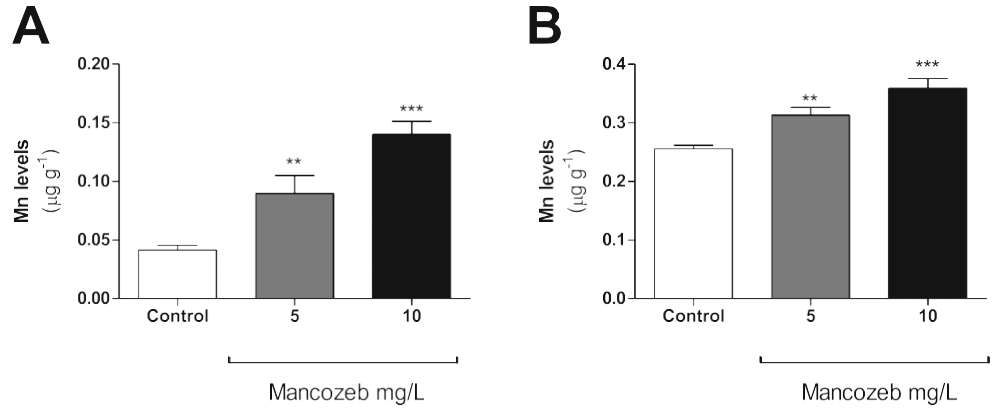 A
Mn levels
(µg g-1)
0.20
0.15
0.10
0.05
0.00
**
***
Control
5
10
Mancozeb mg/L
B
Mn levels
(µg g-1)
0.4
0.3
0.2
0.1
0.0
**
***
Control
5
10
Mancozeb mg/L